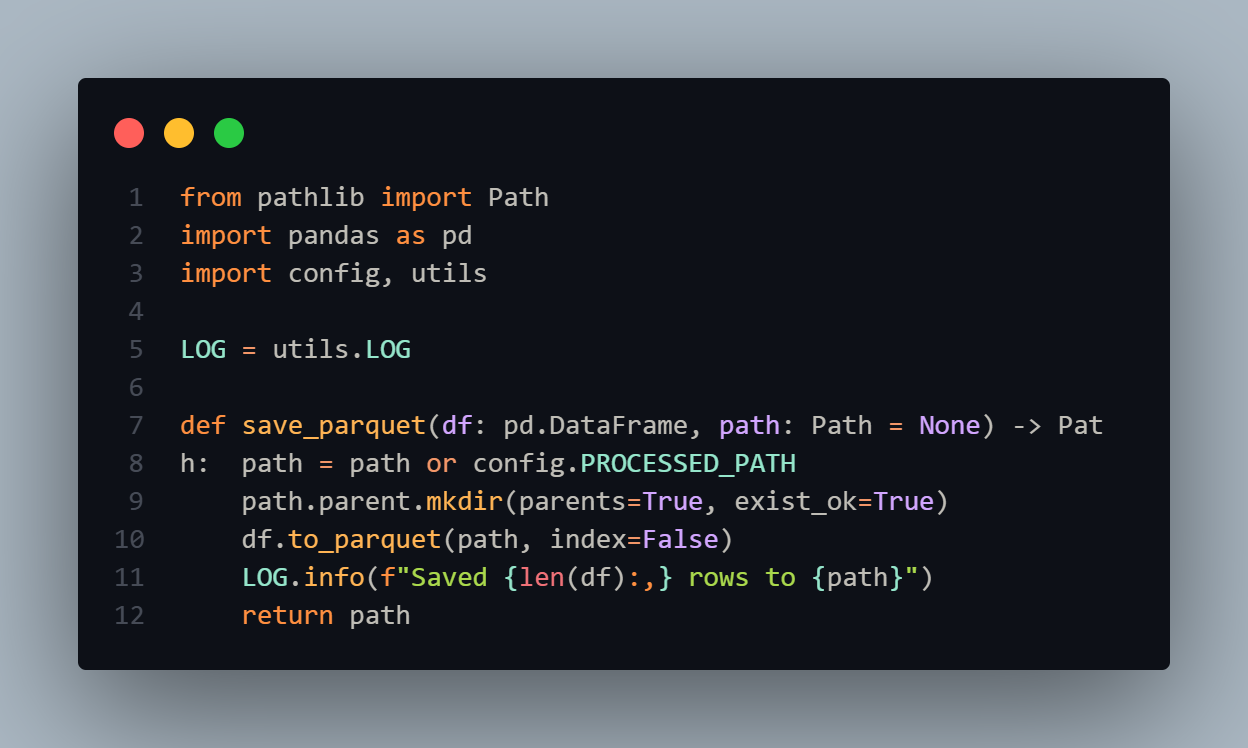 1 from pathlib import Path
2 import pandas as pd
3 import config, utils
4
5 LOG = utils.LOG
6
7 def save_parquet(df: pd.DataFrame, path: Path = None) -> Pat
8 h:  path = path or config.PROCESSED_PATH
9     path.parent.mkdir(parents=True, exist_ok=True)
10     df.to_parquet(path, index=False)
11     LOG.info(f"Saved {len(df):,} rows to {path}")
12     return path